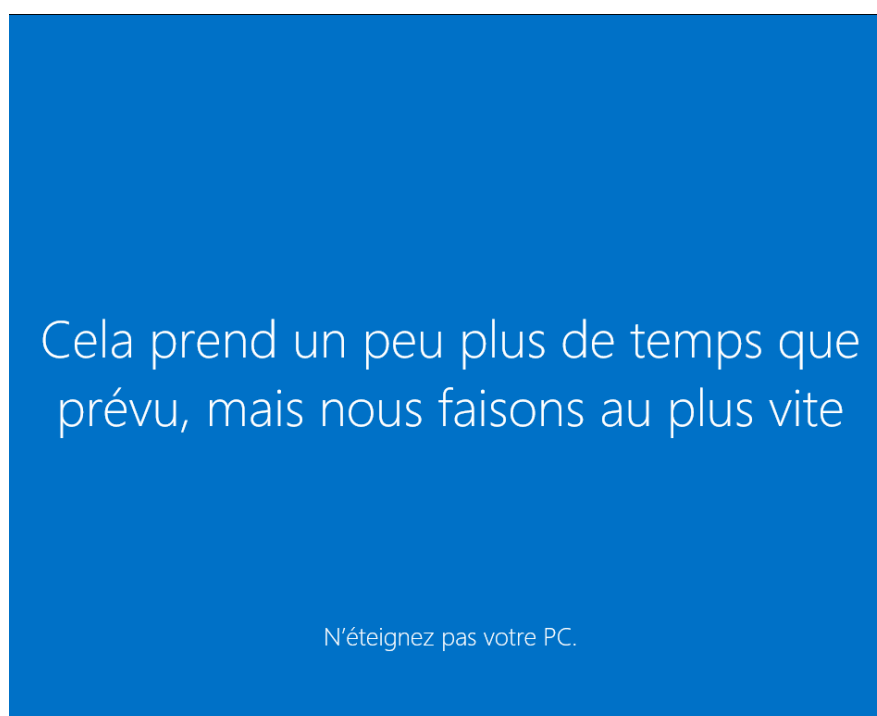 Cela prend un peu plus de temps que
prévu, mais nous faisons au plus vite
N’éteignez pas votre PC.